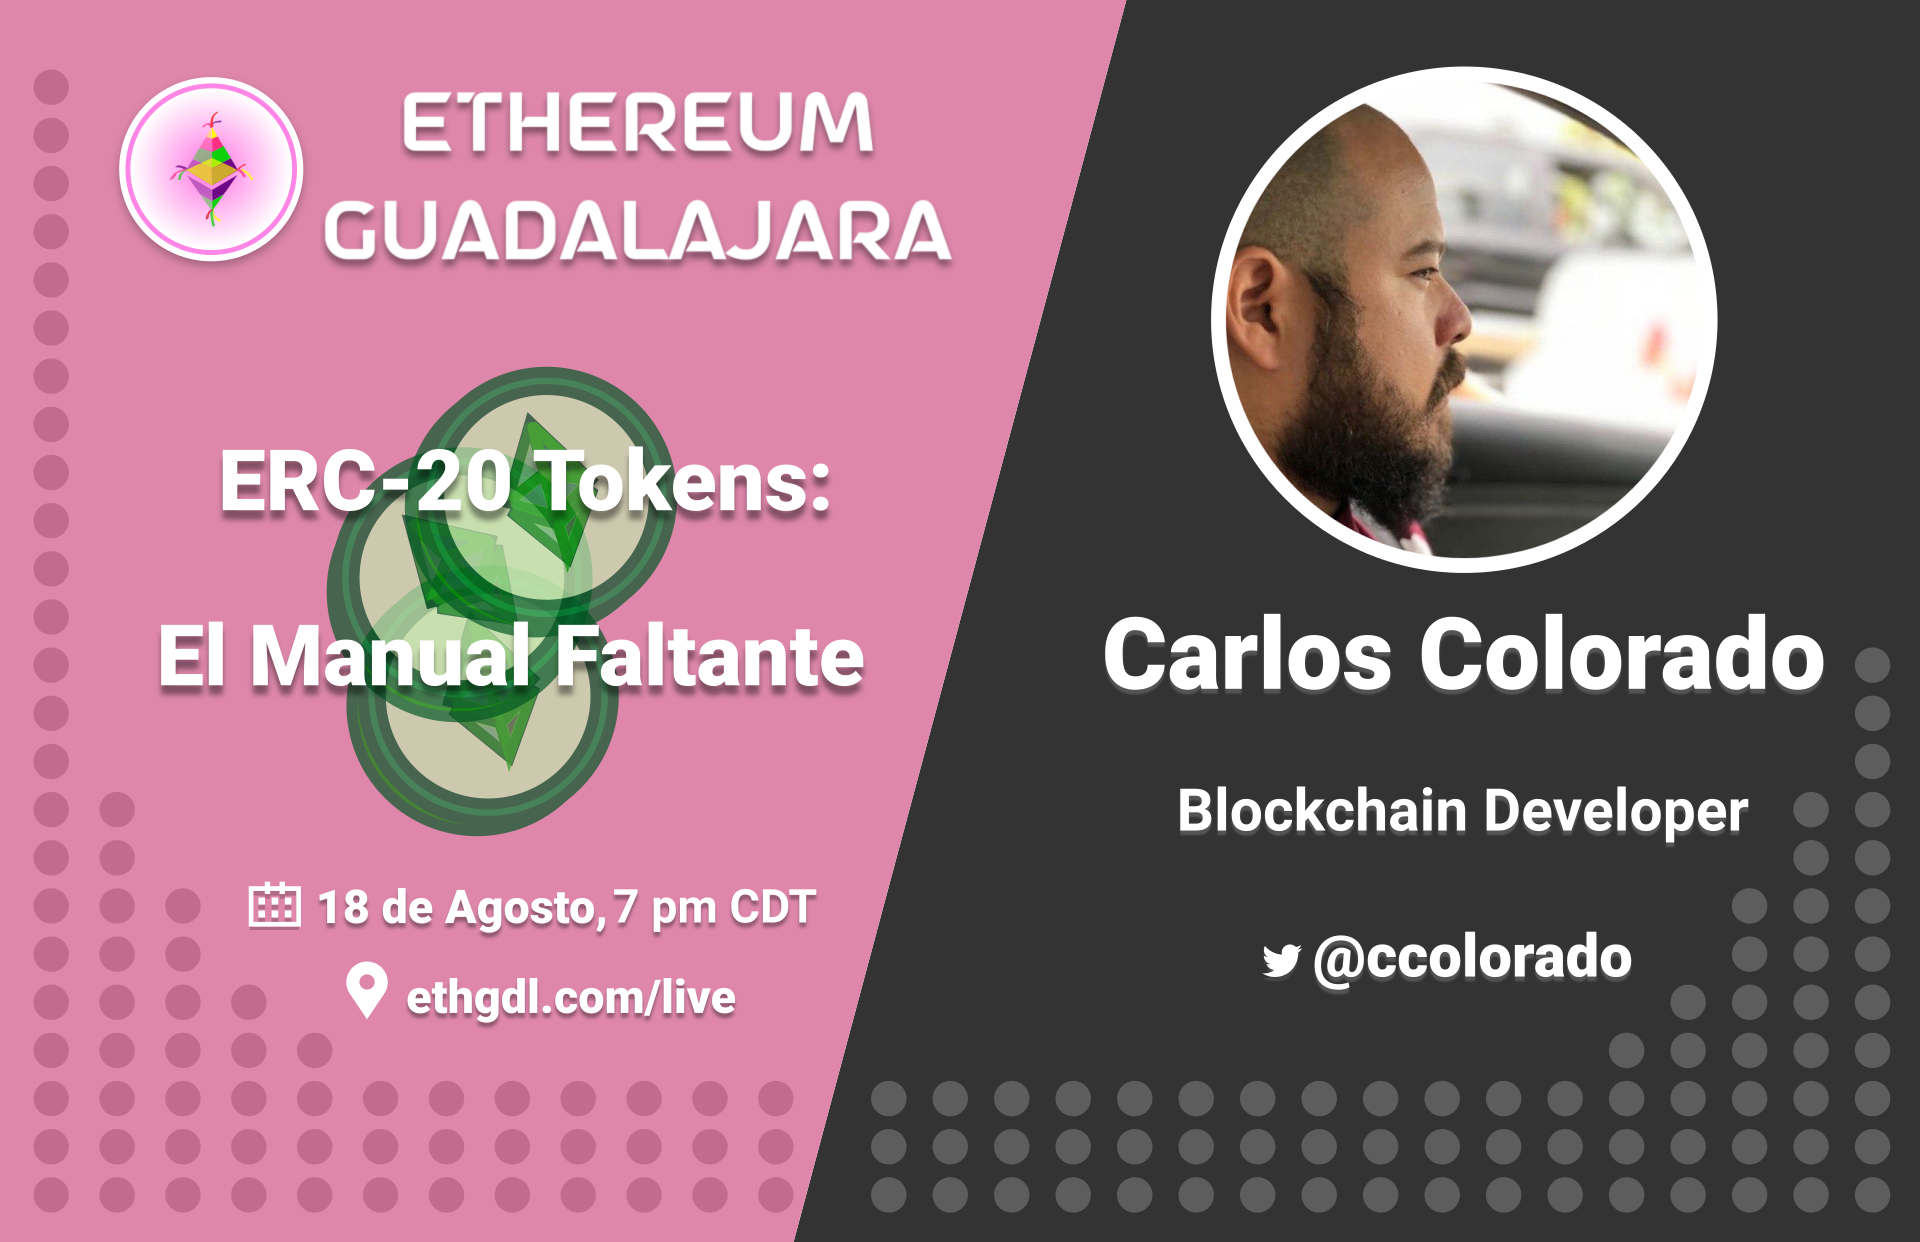 ETHEREUM
GUADALAJARA
ERC-20 Tokens:
El Manual Faltante
18 de Agosto, 7 pm CDT
ethgdl.com/live
Carlos Colorado
Blockchain Developer
@ccolorado